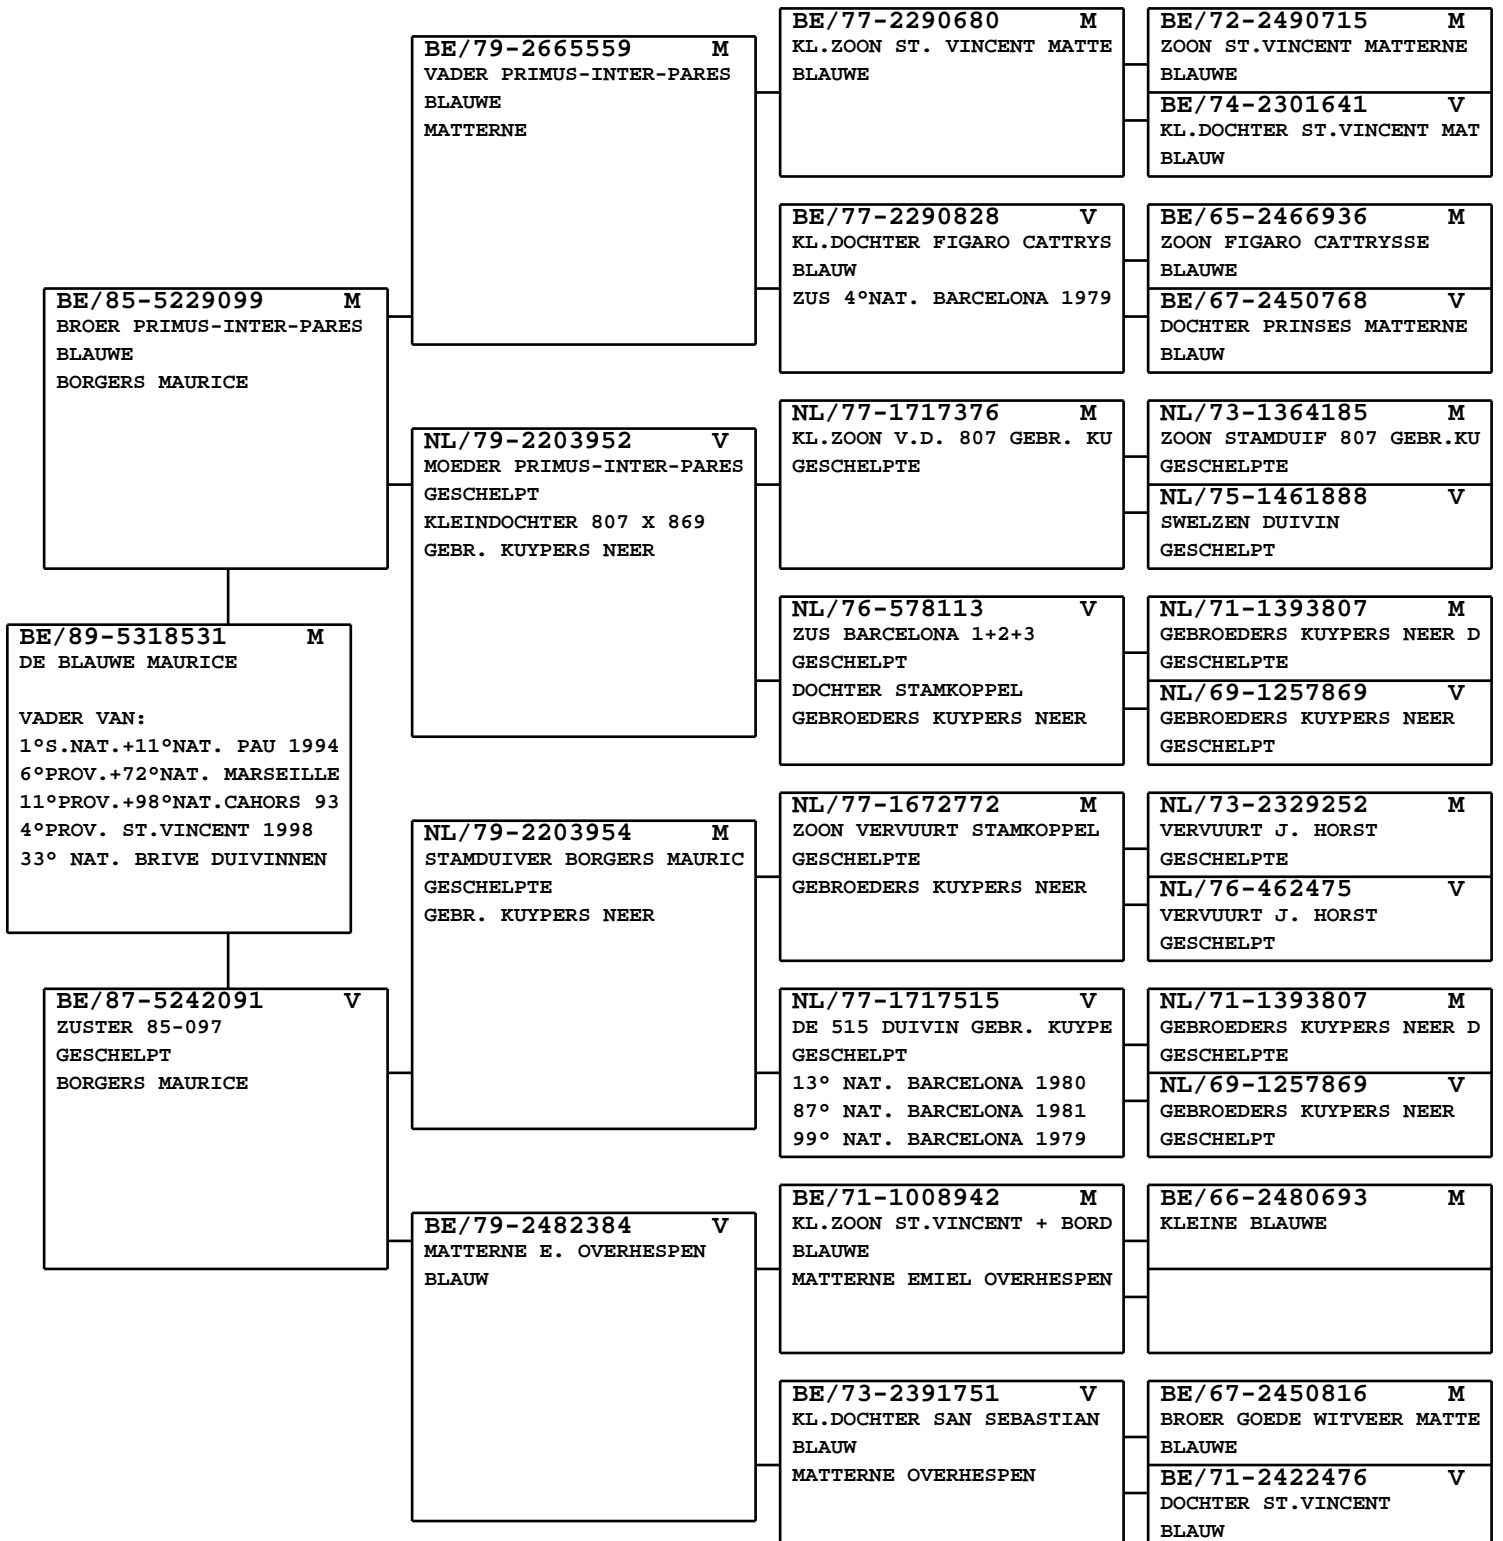 BE/89-5318531 M
DE BLAUWE MAURICE
VADER VAN:
1°S.NAT.+11°NAT. PAU 1994
6°PROV.+72°NAT. MARSEILLE
11°PROV.+98°NAT.CAHORS 93
4°PROV. ST.VINCENT 1998
33° NAT. BRIVE DUIVINNEN
BE/85-5229099 M
BROER PRIMUS-INTER-PARES
BLAUWE
BORGERS MAURICE
BE/87-5242091 V
ZUSTER 85-097
GESCHELPT
BORGERS MAURICE
BE/79-2665559 M
VADER PRIMUS-INTER-PARES
BLAUWE
MATTERNE
NL/79-2203952 V
MOEDER PRIMUS-INTER-PARES
GESCHELPT
KLEINDOCHTER 807 X 869
GEBR. KUYPERS NEER
NL/79-2203954 M
STAMDUIVER BORGERS MAURIC
GESCHELPTE
GEBR. KUYPERS NEER
BE/79-2482384 V
MATTERNE E. OVERHESPEN
BLAUW
BE/77-2290680 M
KL.ZOON ST. VINCENT MATTE
BLAUWE
BE/77-2290828 V
KL.DOCHTER FIGARO CATTRYS
BLAUW
ZUS 4°NAT. BARCELONA 1979
NL/77-1717376 M
KL.ZOON V.D. 807 GEBR. KU
GESCHELPTE
NL/76-578113 V
ZUS BARCELONA 1+2+3
GESCHELPT
DOCHTER STAMKOPPEL
GEBROEDERS KUYPERS NEER
NL/77-1672772 M
ZOON VERVUURT STAMKOPPEL
GESCHELPTE
GEBROEDERS KUYPERS NEER
NL/77-1717515 V
DE 515 DUIVIN GEBR. KUYPE
GESCHELPT
13° NAT. BARCELONA 1980
87° NAT. BARCELONA 1981
99° NAT. BARCELONA 1979
BE/71-1008942 M
KL.ZOON ST.VINCENT + BORD
BLAUWE
MATTERNE EMIEL OVERHESPEN
BE/73-2391751 V
KL.DOCHTER SAN SEBASTIAN
BLAUW
MATTERNE OVERHESPEN
BE/72-2490715 M
ZOON ST.VINCENT MATTERNE
BLAUWE
BE/74-2301641 V
KL.DOCHTER ST.VINCENT MAT
BLAUW
BE/65-2466936 M
ZOON FIGARO CATTRYSSE
BLAUWE
BE/67-2450768 V
DOCHTER PRINSES MATTERNE
BLAUW
NL/73-1364185 M
ZOON STAMDUIF 807 GEBR.KU
GESCHELPTE
NL/75-1461888 V
SWELZEN DUIVIN
GESCHELPT
NL/71-1393807 M
GEBROEDERS KUYPERS NEER D
GESCHELPTE
NL/69-1257869 V
GEBROEDERS KUYPERS NEER
GESCHELPT
NL/73-2329252 M
VERVUURT J. HORST
GESCHELPTE
NL/76-462475 V
VERVUURT J. HORST
GESCHELPT
NL/71-1393807 M
GEBROEDERS KUYPERS NEER D
GESCHELPTE
NL/69-1257869 V
GEBROEDERS KUYPERS NEER
GESCHELPT
BE/66-2480693 M
KLEINE BLAUWE
BE/67-2450816 M
BROER GOEDE WITVEER MATTE
BLAUWE
BE/71-2422476 V
DOCHTER ST.VINCENT
BLAUW